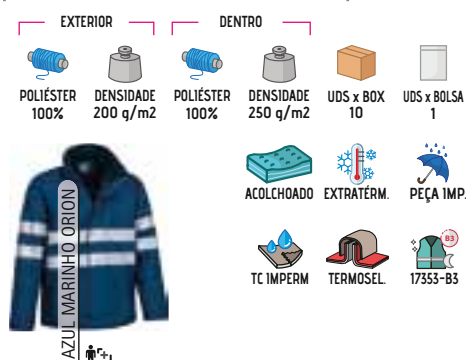 EXTERIOR
DENTRO
POLIÉSTER
100%
DENSIDADE
200 g/m2
POLIÉSTER
100%
DENSIDADE
250 g/m2
UDS x BOX
10
UDS x BOLSA
1
ACOLCHOADO
EXTRATÉRM.
PEÇA IMP.
TC IMPERM
TERMOSEL.
B3
17353-B3
AZUL MARINHO ORION